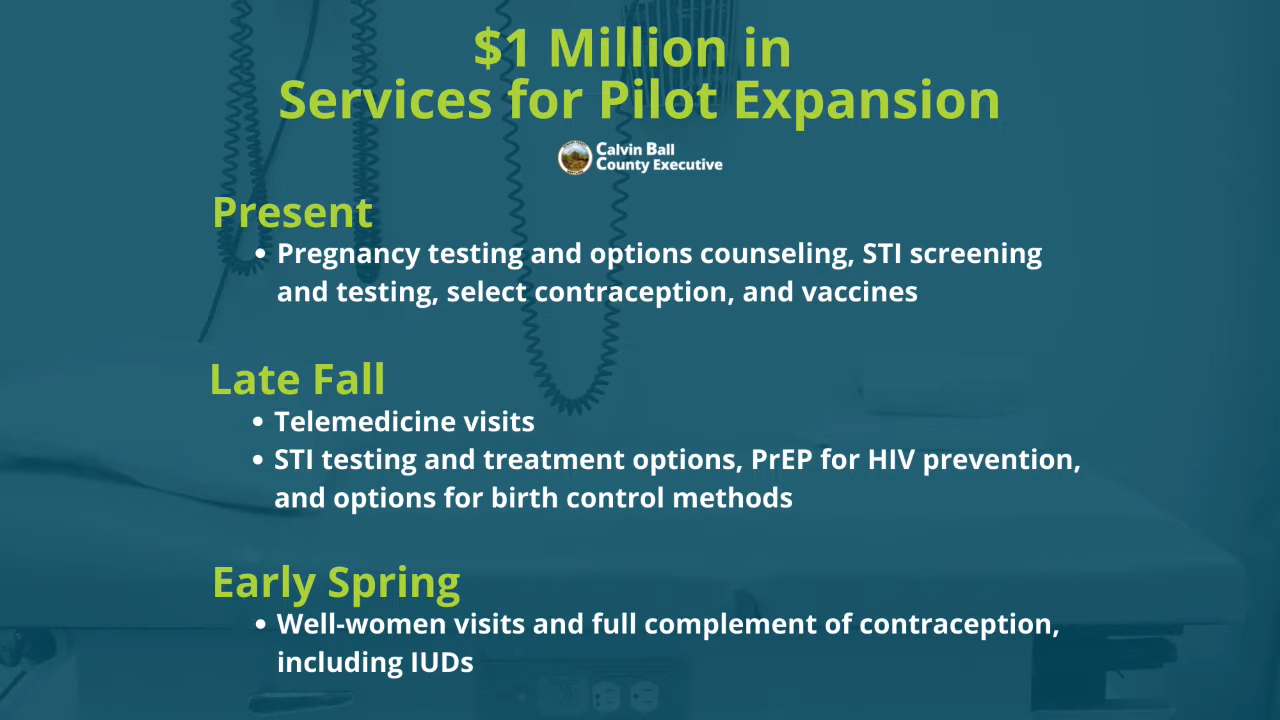 $1 Million in
Services for Pilot Expansion
Calvin Ball
County Executive
Present
• Pregnancy testing and options counseling, STI screening
and testing, select contraception, and vaccines
Late Fall
• Telemedicine visits
• STI testing and treatment options, PrEP for HIV prevention,
and options for birth control methods
Early Spring
• Well-women visits and full complement of contraception,
including IUDs